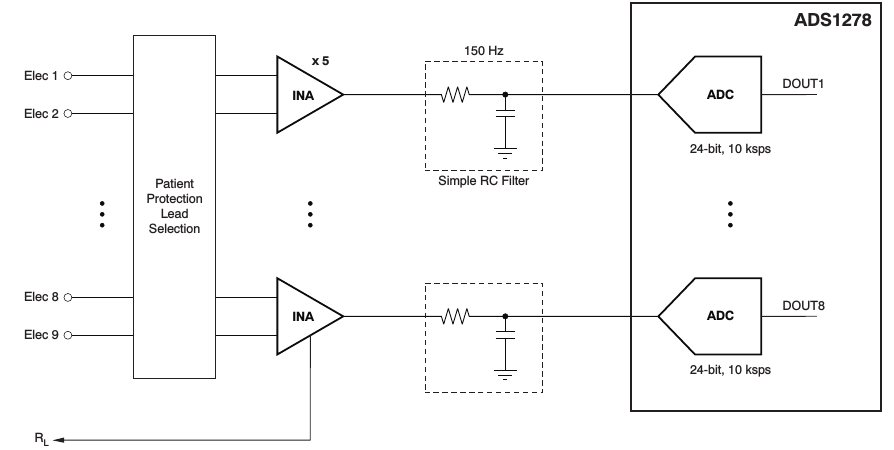 ADS1278
150 Hz
x 5
Elec 1
INA
ADC
DOUT1
Elec 2
24-bit, 10 ksps
Simple RC Filter
Patient
Protection
Lead
Selection
Elec 8
INA
ADC
DOUT8
Elec 9
24-bit, 10 ksps
RL